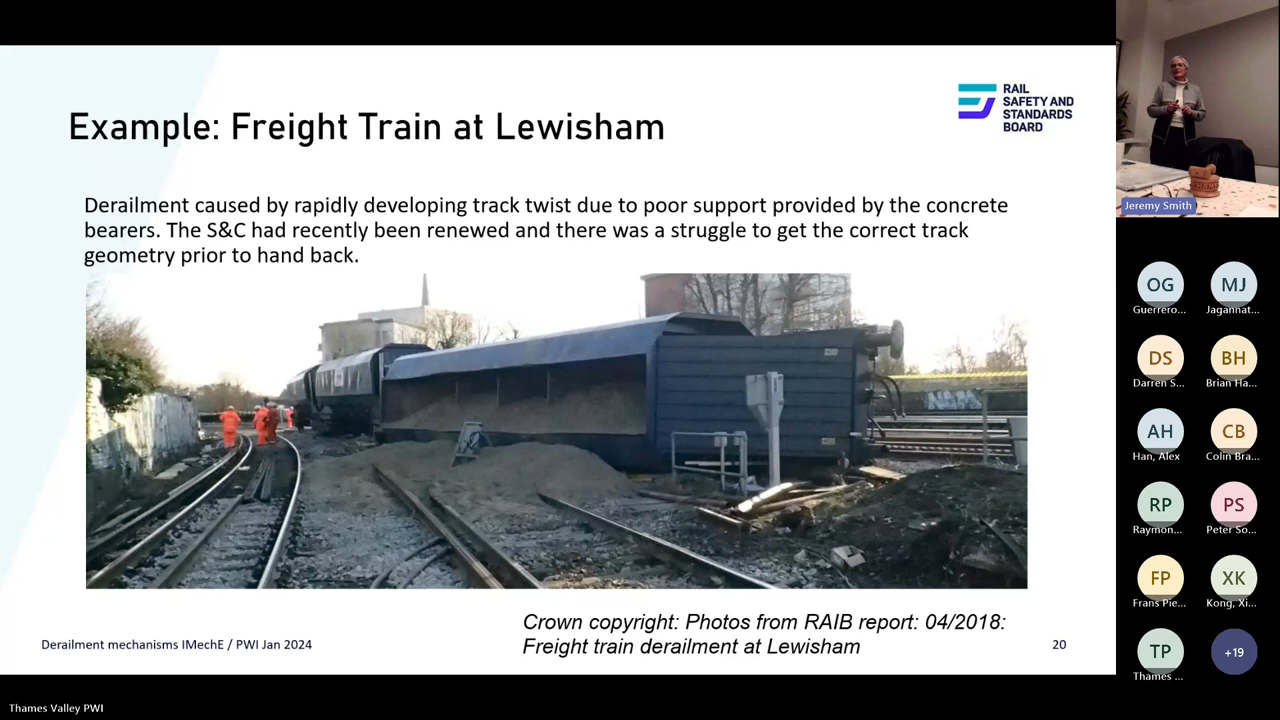 Example: Freight Train at Lewisham
RAIL
SAFETY AND
STANDARDS
BOARD
Derailment caused by rapidly developing track twist due to poor support provided by the concrete
bearers. The S&C had recently been renewed and there was a struggle to get the correct track
geometry prior to hand back.
Crown copyright: Photos from RAIB report: 04/2018:
Freight train derailment at Lewisham
Derailment mechanisms IMechE / PWI Jan 2024
20
Thames Valley PWI
Jeremy Smith
OG
Guerrero...
MJ
Jagannat...
DS
Darren S...
BH
Brian Ha...
AH
Han, Alex
CB
Colin Bra...
RP
Raymon...
PS
Peter So...
FP
Frans Pie...
XK
Kong, Xi...
TP
Thames ...
+19